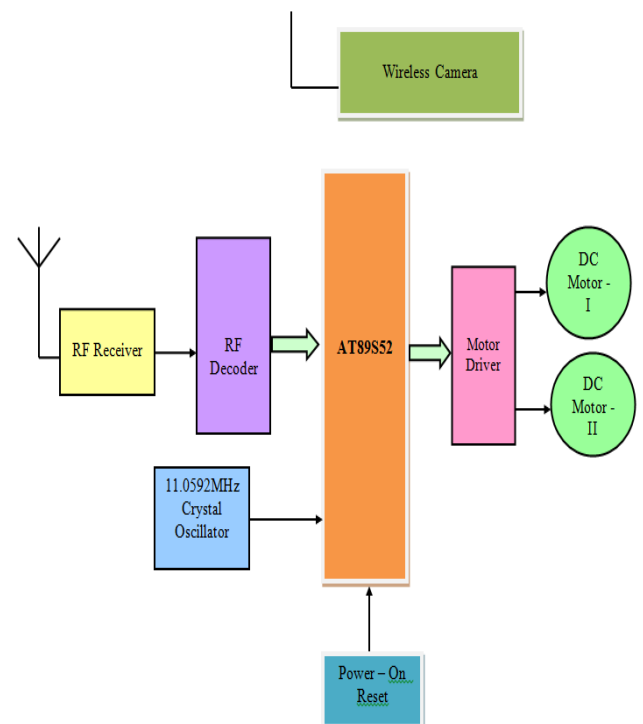 Wireless Camera
DC
Motor -
I
RF Receiver
RF
Decoder
AT89S52
Motor
Driver
DC
Motor -
II
11.0592MHz
Crystal
Oscillator
Power – On
Reset